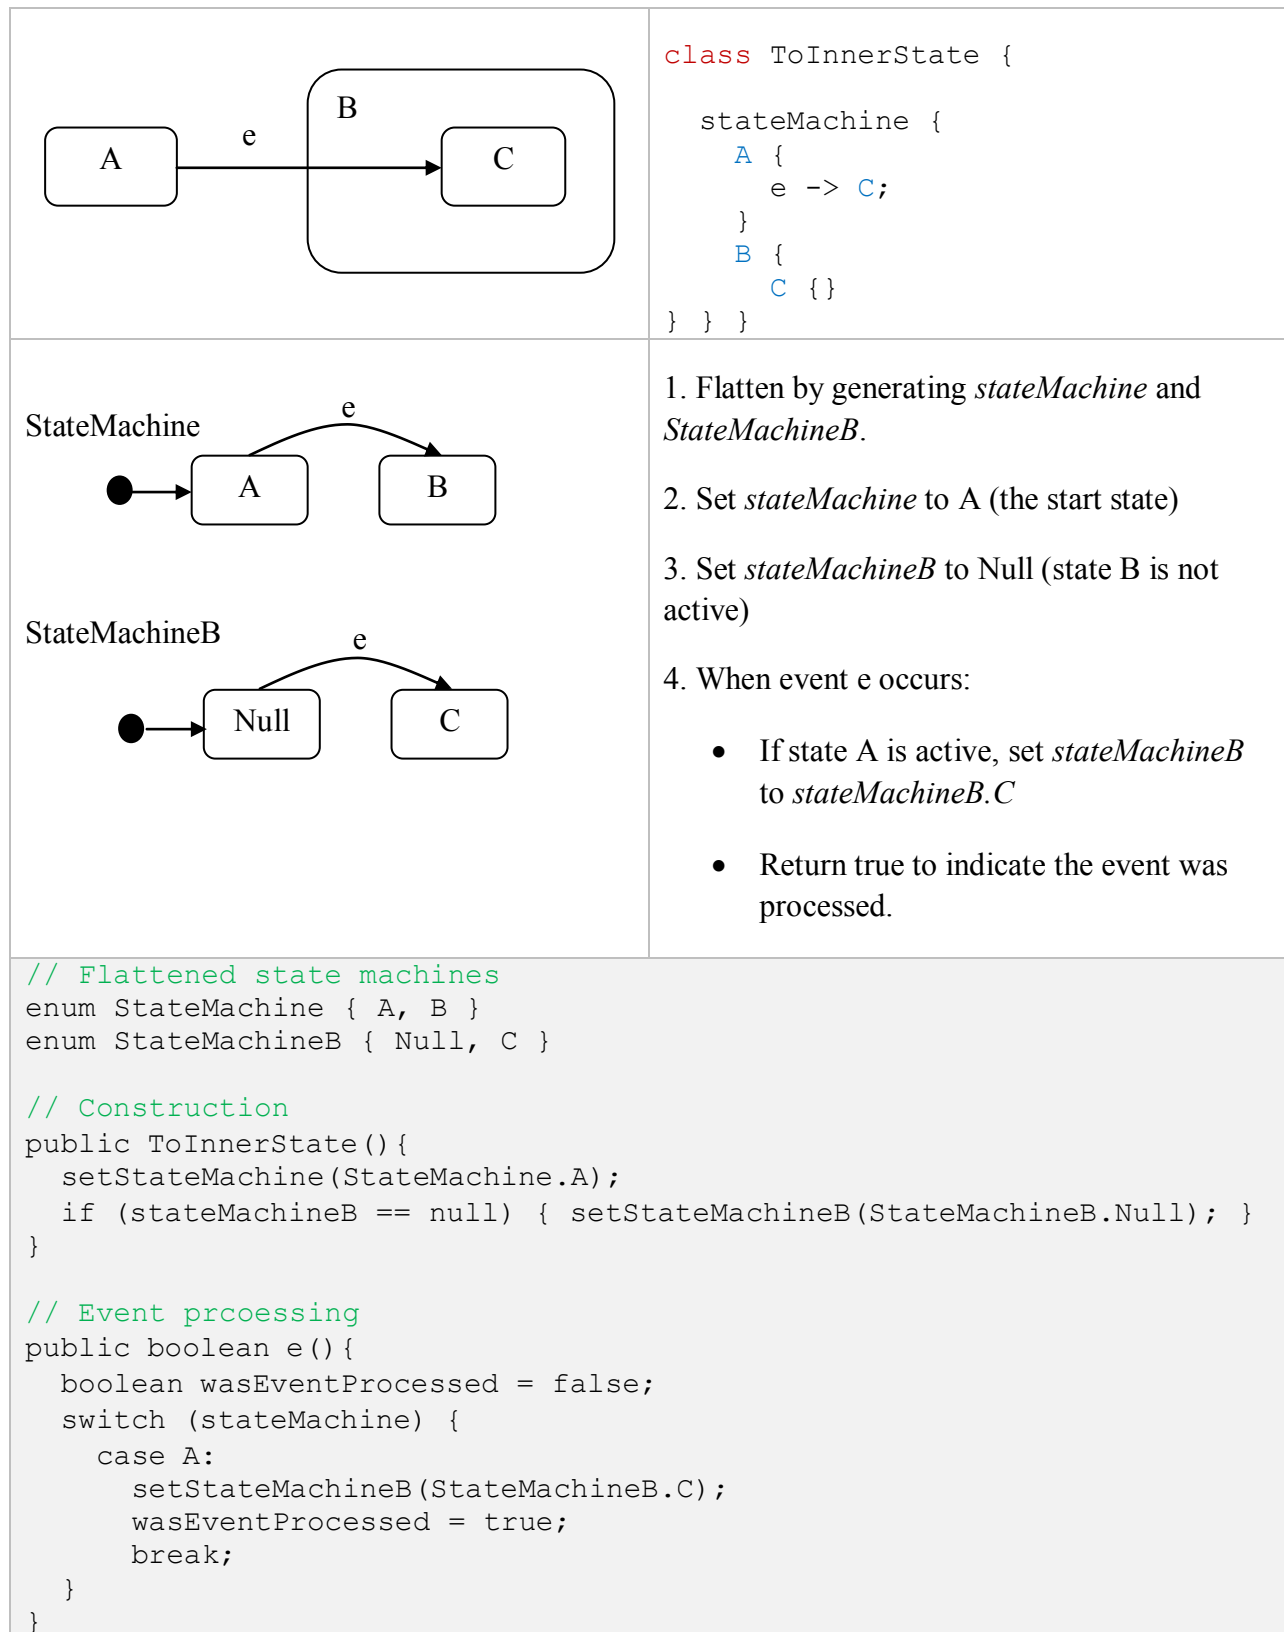 A
e
B
C
class ToInnerState {
stateMachine {
A {
e -> C;
}
B {
C {}
} } }
StateMachine
e
A
B
StateMachineB
e
Null
C
1. Flatten by generating stateMachine and
StateMachineB.
2. Set stateMachine to A (the start state)
3. Set stateMachineB to Null (state B is not
active)
4. When event e occurs:
• If state A is active, set stateMachineB
to stateMachineB.C
• Return true to indicate the event was
processed.
// Flattened state machines
enum StateMachine { A, B }
enum StateMachineB { Null, C }
// Construction
public ToInnerState(){
setStateMachine(StateMachine.A);
if (stateMachineB == null) { setStateMachineB(StateMachineB.Null); }
}
// Event prcoessing
public boolean e(){
boolean wasEventProcessed = false;
switch (stateMachine) {
case A:
setStateMachineB(StateMachineB.C);
wasEventProcessed = true;
break;
}
}